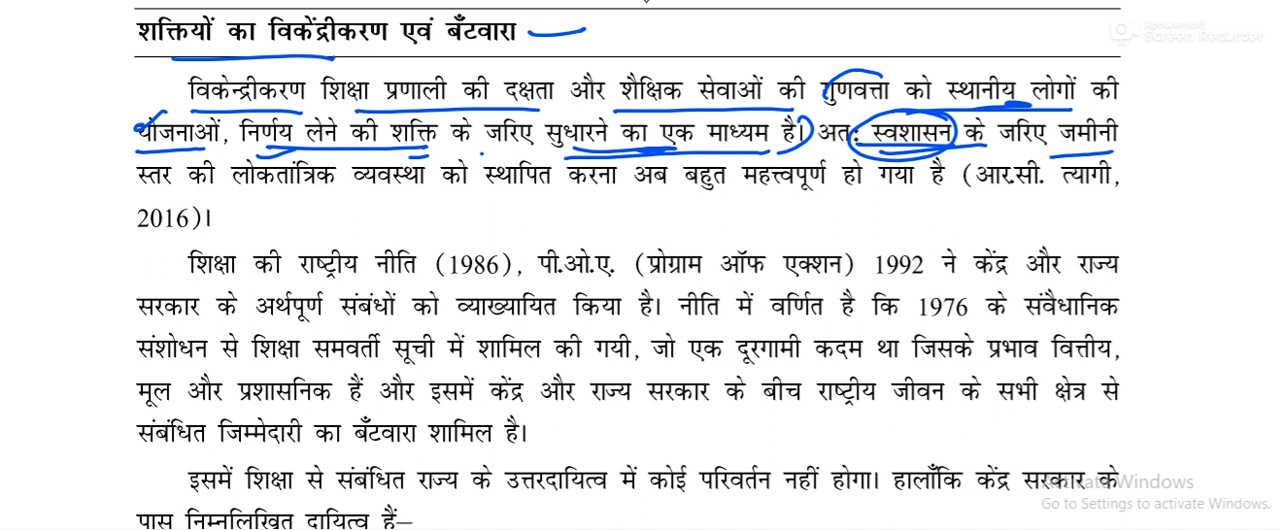 शक्तियों का विकेंद्रीकरण एवं बँटवारा
विकेन्द्रीकरण शिक्षा प्रणाली की दक्षता और शैक्षिक सेवाओं की गुणवत्ता को स्थानीय लोगों की
योजनाओं, निर्णय लेने की शक्ति के जरिए सुधारने का एक माध्यम है। अतः स्वशासन के जरिए जमीनी
स्तर की लोकतांत्रिक व्यवस्था को स्थापित करना अब बहुत महत्त्वपूर्ण हो गया है (आर.सी. त्यागी,
2016)।
शिक्षा की राष्ट्रीय नीति (1986), पी.ओ.ए. (प्रोग्राम ऑफ एक्शन) 1992 ने केंद्र और राज्य
सरकार के अर्थपूर्ण संबंधों को व्याख्यायित किया है। नीति में वर्णित है कि 1976 के संवैधानिक
संशोधन से शिक्षा समवर्ती सूची में शामिल की गयी, जो एक दूरगामी कदम था जिसके प्रभाव वित्तीय,
मूल और प्रशासनिक हैं और इसमें केंद्र और राज्य सरकार के बीच राष्ट्रीय जीवन के सभी क्षेत्र से
संबंधित जिम्मेदारी का बँटवारा शामिल है।
इसमें शिक्षा से संबंधित राज्य के उत्तरदायित्व में कोई परिवर्तन नहीं होगा। हालाँकि केंद्र सरकार के
पास निम्नलिखित दायित्व हैं–
Apowersoft
Screen Recorder
Activate Windows
Go to Settings to activate Windows.